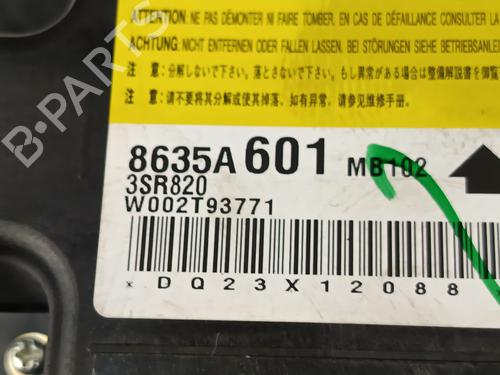 ATTENTION: NE PAS DÉMONTER NI FAIRE TOMBER. EN CAS DE DÉFAILLANCE CONSULTER
ACHTUNG: NICHT ENTFERNEN ODER FALLEN LASSEN. BEI STÖRUNGEN SIEHE BETRIEBSANLEI
注意:分解しないで下さい。落とさないで下さい。もし異常がある場合は整備解説書を御覧下
注意:请不要将其分解或使其掉落。如有异常,请参见维修手册。
8635A601 MB102
3SR820
W002T93771
* DQ23X12088
B-PARTS